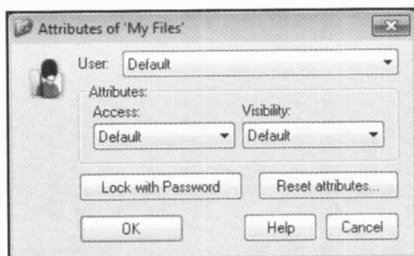 Attributes of 'My Files'
User: Default
Attributes:
Access: Visibility:
Default Default
Lock with Password Reset attributes...
OK Help Cancel